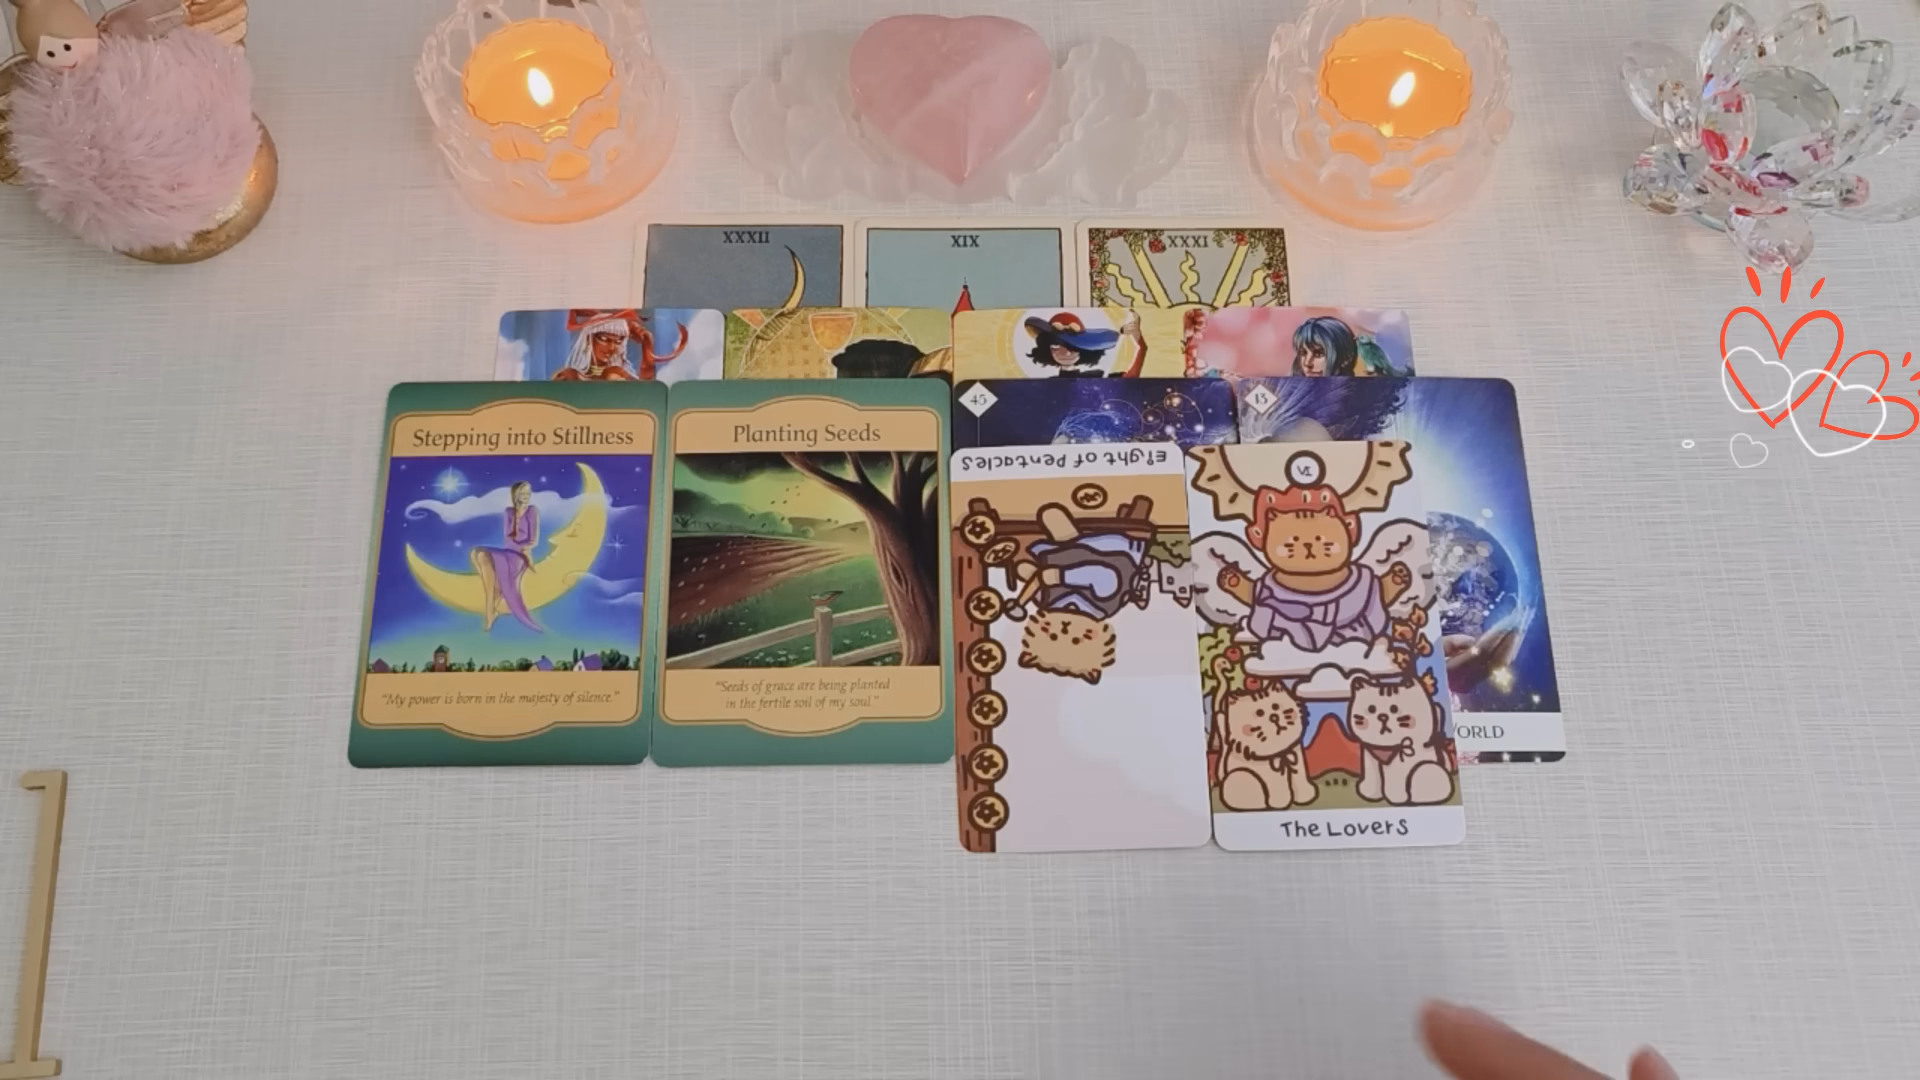 XXXII
XIX
XXXI
45
13
Stepping into Stillness
"My power is born in the majesty of silence."
Planting Seeds
"Seeds of grace are being planted
in the fertile soil of my soul."
Eight of Pentacles
VI
The Lovers
ORLD
1